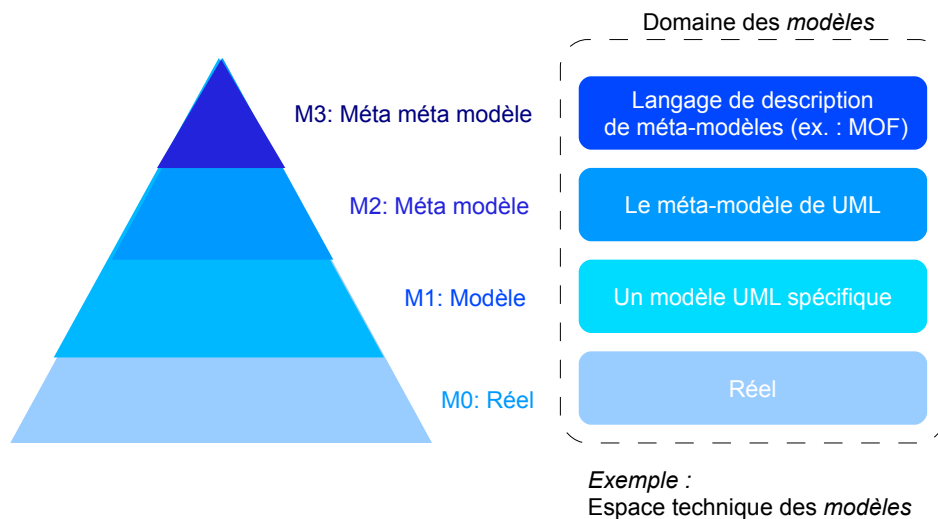 Domaine des modèles
M3: Méta méta modèle
Langage de description
de méta-modèles (ex. : MOF)
M2: Méta modèle
Le méta-modèle de UML
M1: Modèle
Un modèle UML spécifique
M0: Réel
Réel
Exemple :
Espace technique des modèles